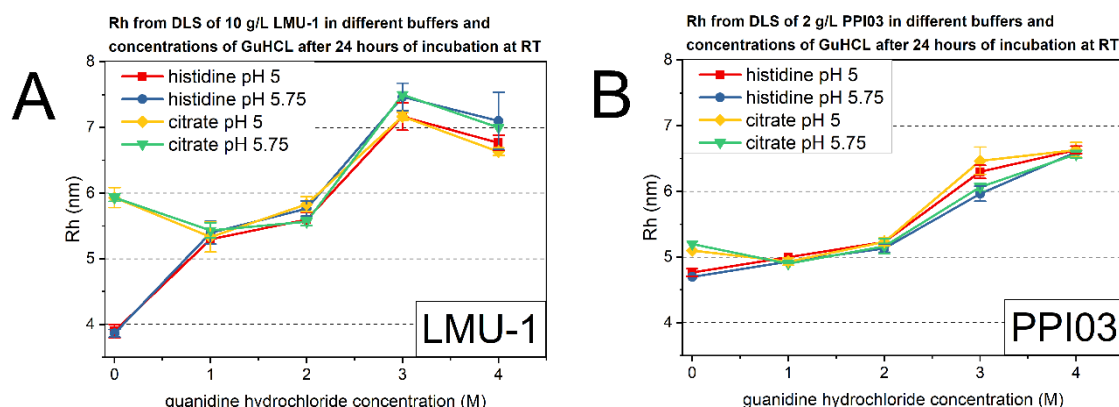 Rh from DLS of 10 g/L LMU-1 in different buffers and
concentrations of GuHCL after 24 hours of incubation at RT
A
8
7
6
5
4
Rh (nm)
histidine pH 5
histidine pH 5.75
citrate pH 5
citrate pH 5.75
LMU-1
0 1 2 3 4
guanidine hydrochloride concentration (M)
Rh from DLS of 2 g/L PPI03 in different buffers and
concentrations of GuHCL after 24 hours of incubation at RT
B
8
7
6
5
4
Rh (nm)
histidine pH 5
histidine pH 5.75
citrate pH 5
citrate pH 5.75
PPI03
0 1 2 3 4
guanidine hydrochloride concentration (M)